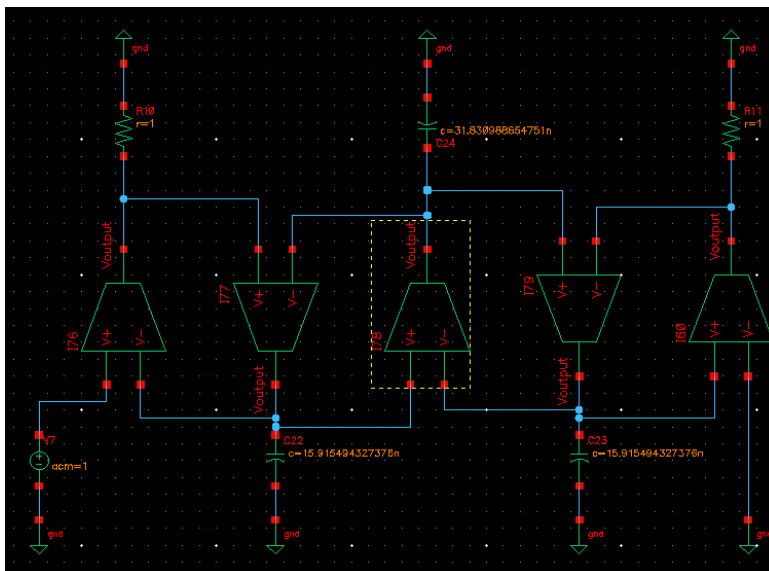 gnd
gnd
gnd
R10
r=1
c=31.830988654751n
C24
R11
r=1
Voutput
Voutput
Voutput
I76
V+
V-
I77
V+
V-
I78
V+
V-
I79
V+
V-
I80
V+
V-
Voutput
Voutput
V7
acm=1
C22
c=15.915494327376n
C23
c=15.915494327376n
gnd
gnd
gnd
gnd